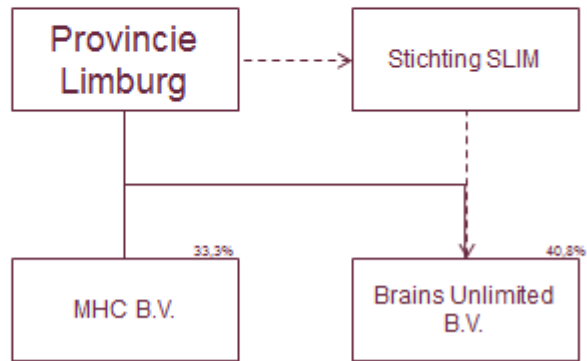 Provincie
Limburg
Stichting SLIM
33,3%
MHC B.V.
40,8%
Brains Unlimited
B.V.